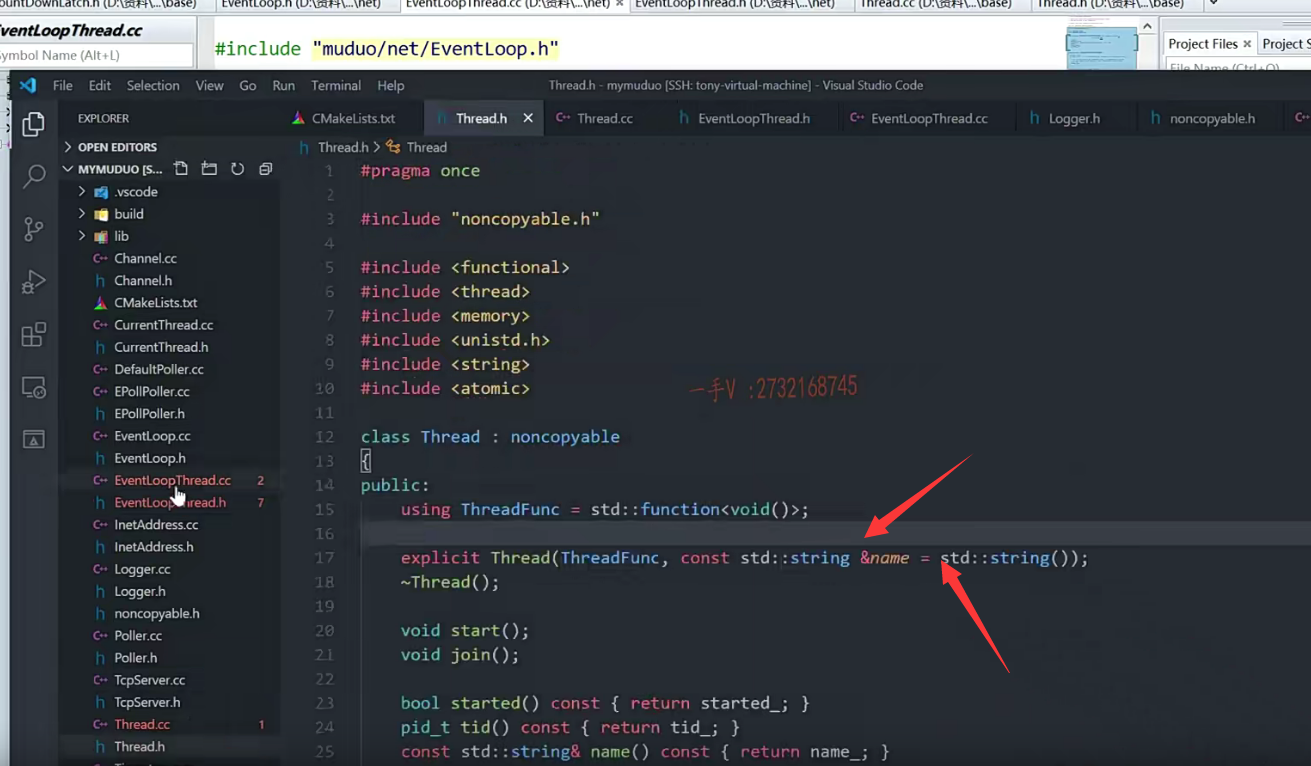 EventLoop.h (D:\资料\...\net)
EventLoopThread.cc (D:\资料\...\net)
EventLoopThread.h (D:\资料\...\net)
Thread.cc (D:\资料\...\base)
Thread.h (D:\资料\...\base)
EventLoopThread.cc
Symbol Name (Alt+L)
#include "muduo/net/EventLoop.h"
Project Files
File Name (Ctrl+O)
File Edit Selection View Go Run Terminal Help
Thread.h - mymuduo [SSH: tony-virtual-machine] - Visual Studio Code
EXPLORER
OPEN EDITORS
MYMUDUO [S...
.vscode
build
lib
C++ Channel.cc
h Channel.h
CMakeLists.txt
C++ CurrentThread.cc
h CurrentThread.h
C++ DefaultPoller.cc
C++ EPollPoller.cc
h EPollPoller.h
C++ EventLoop.cc
h EventLoop.h
C++ EventLoopThread.cc 2
h EventLoopThread.h 7
C++ InetAddress.cc
h InetAddress.h
C++ Logger.cc
h Logger.h
h noncopyable.h
C++ Poller.cc
h Poller.h
C++ TcpServer.cc
h TcpServer.h
C++ Thread.cc 1
h Thread.h
CMakeLists.txt
h Thread.h
C++ Thread.cc
h EventLoopThread.h
C++ EventLoopThread.cc
h Logger.h
h noncopyable.h
h Thread.h > Thread
1 #pragma once
2
3 #include "noncopyable.h"
4
5 #include <functional>
6 #include <thread>
7 #include <memory>
8 #include <unistd.h>
9 #include <string>
10 #include <atomic>
11
12 class Thread : noncopyable
13 {
14 public:
15 using ThreadFunc = std::function<void()>;
16
17 explicit Thread(ThreadFunc, const std::string &name = std::string());
18 ~Thread();
19
20 void start();
21 void join();
22
23 bool started() const { return started_; }
24 pid_t tid() const { return tid_; }
25 const std::string& name() const { return name_; }
一手V :2732168745